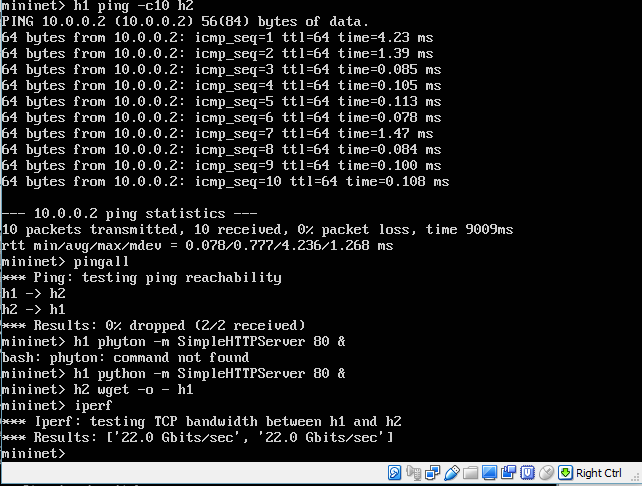 mininet> h1 ping -c10 h2
PING 10.0.0.2 (10.0.0.2) 56(84) bytes of data.
64 bytes from 10.0.0.2: icmp_seq=1 ttl=64 time=4.23 ms
64 bytes from 10.0.0.2: icmp_seq=2 ttl=64 time=1.39 ms
64 bytes from 10.0.0.2: icmp_seq=3 ttl=64 time=0.085 ms
64 bytes from 10.0.0.2: icmp_seq=4 ttl=64 time=0.105 ms
64 bytes from 10.0.0.2: icmp_seq=5 ttl=64 time=0.113 ms
64 bytes from 10.0.0.2: icmp_seq=6 ttl=64 time=0.078 ms
64 bytes from 10.0.0.2: icmp_seq=7 ttl=64 time=1.47 ms
64 bytes from 10.0.0.2: icmp_seq=8 ttl=64 time=0.084 ms
64 bytes from 10.0.0.2: icmp_seq=9 ttl=64 time=0.100 ms
64 bytes from 10.0.0.2: icmp_seq=10 ttl=64 time=0.108 ms
--- 10.0.0.2 ping statistics ---
10 packets transmitted, 10 received, 0% packet loss, time 9009ms
rtt min/avg/max/mdev = 0.078/0.777/4.236/1.268 ms
mininet> pingall
*** Ping: testing ping reachability
h1 -> h2
h2 -> h1
*** Results: 0% dropped (2/2 received)
mininet> h1 phyton -m SimpleHTTPServer 80 &
bash: phyton: command not found
mininet> h1 python -m SimpleHTTPServer 80 &
mininet> h2 wget -o - h1
mininet> iperf
*** Iperf: testing TCP bandwidth between h1 and h2
*** Results: ['22.0 Gbits/sec', '22.0 Gbits/sec']
mininet>
Right Ctrl